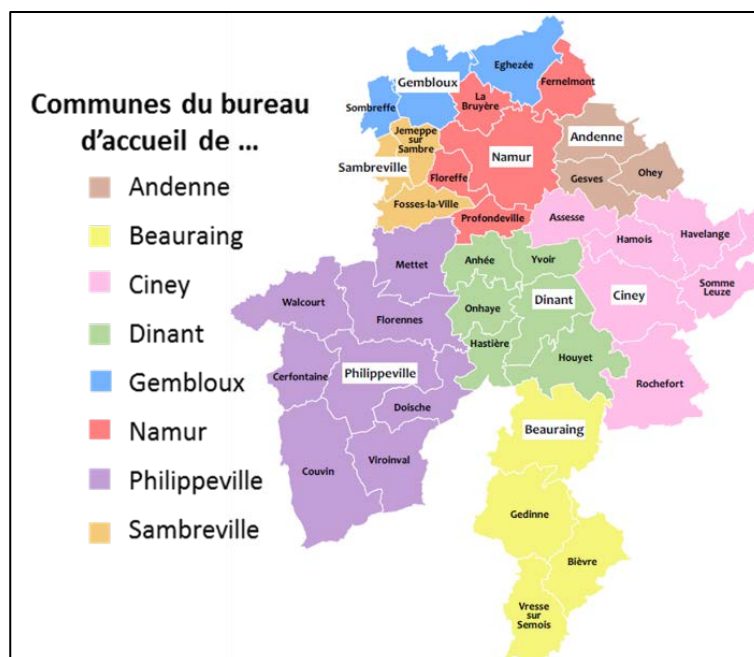 Communes du bureau
d'accueil de ...
Andenne
Beauraing
Ciney
Dinant
Gembloux
Namur
Philippeville
Sambreville
Eghezée
Gembloux
Fernelmont
La
Bruyère
Sombreffe
Jemeppe
sur
Sambre
Andenne
Namur
Sambreville
Floreffe
Gesves
Ohey
Fosses-la-Ville
Profondeville
Assesse
Havelange
Hamois
Mettet
Anhée
Yvoir
Somme
Leuze
Walcourt
Onhaye
Dinant
Ciney
Florennes
Hastière
Houyet
Cerfontaine
Philippeville
Rochefort
Doische
Beauraing
Couvin
Viroinval
Gedinne
Bièvre
Vresse
sur
Semois